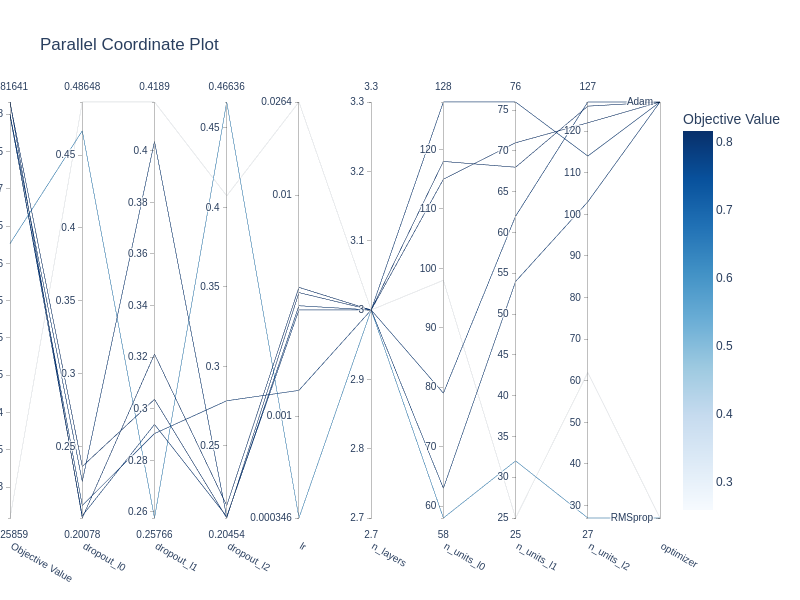 Parallel Coordinate Plot
81641 0.48648 0.4189 0.46636 0.0264 3.3 128 76 127
0.45 0.4 0.35 0.3 0.25
0.4 0.38 0.36 0.34 0.32 0.3 0.28 0.26
0.45 0.4 0.35 0.3 0.25
0.0264 0.01 0.001 0.000346
3.3 3.2 3.1 3 2.9 2.8 2.7
120 110 100 90 80 70 60
75 70 65 60 55 50 45 40 35 30 25
120 110 100 90 80 70 60 50 40 30
Adam
RMSprop
25859 0.20078 0.25766 0.20454 2.7 58 25 27
Objective Value
dropout_l0
dropout_l1
dropout_l2
lr
n_layers
n_units_l0
n_units_l1
n_units_l2
optimizer
Objective Value
0.8
0.7
0.6
0.5
0.4
0.3